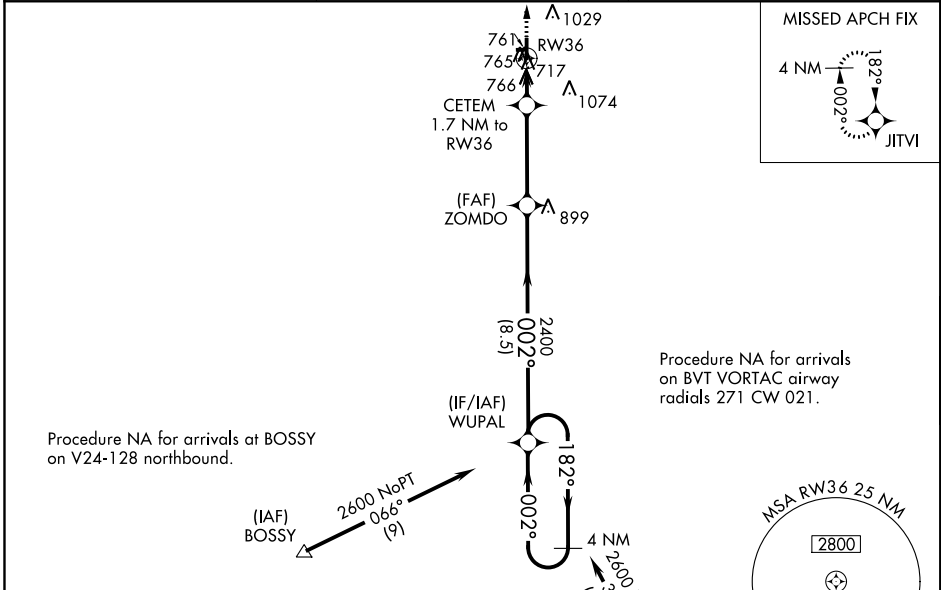 1029
761
RW36
765
717
766
1074
CETEM
1.7 NM to
RW36
(FAF)
ZOMDO
899
2400
002°
(8.5)
(IF/IAF)
WUPAL
182°
002°
4 NM
2600
Procedure NA for arrivals at BOSSY
on V24-128 northbound.
(IAF)
BOSSY
2600 NoPT
066°
(9)
MISSED APCH FIX
4 NM
182°
002°
JITVI
Procedure NA for arrivals
on BVT VORTAC airway
radials 271 CW 021.
MSA RW36 25 NM
2800